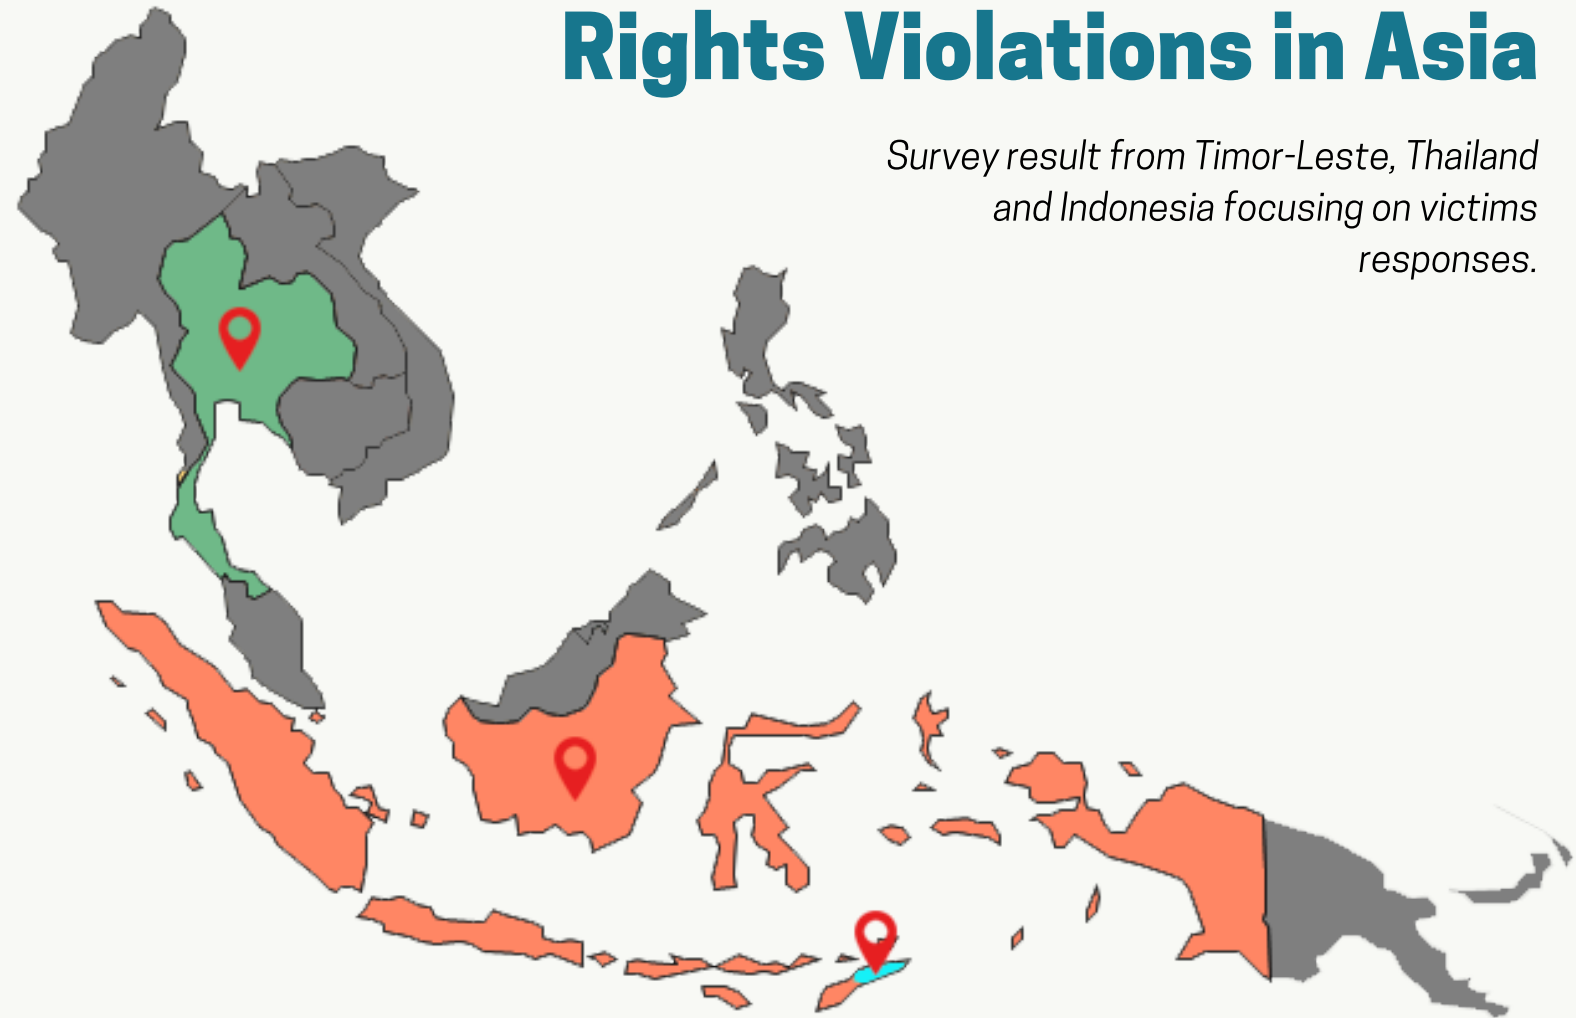 Rights Violations in Asia
Survey result from Timor-Leste, Thailand
and Indonesia focusing on victims
responses.